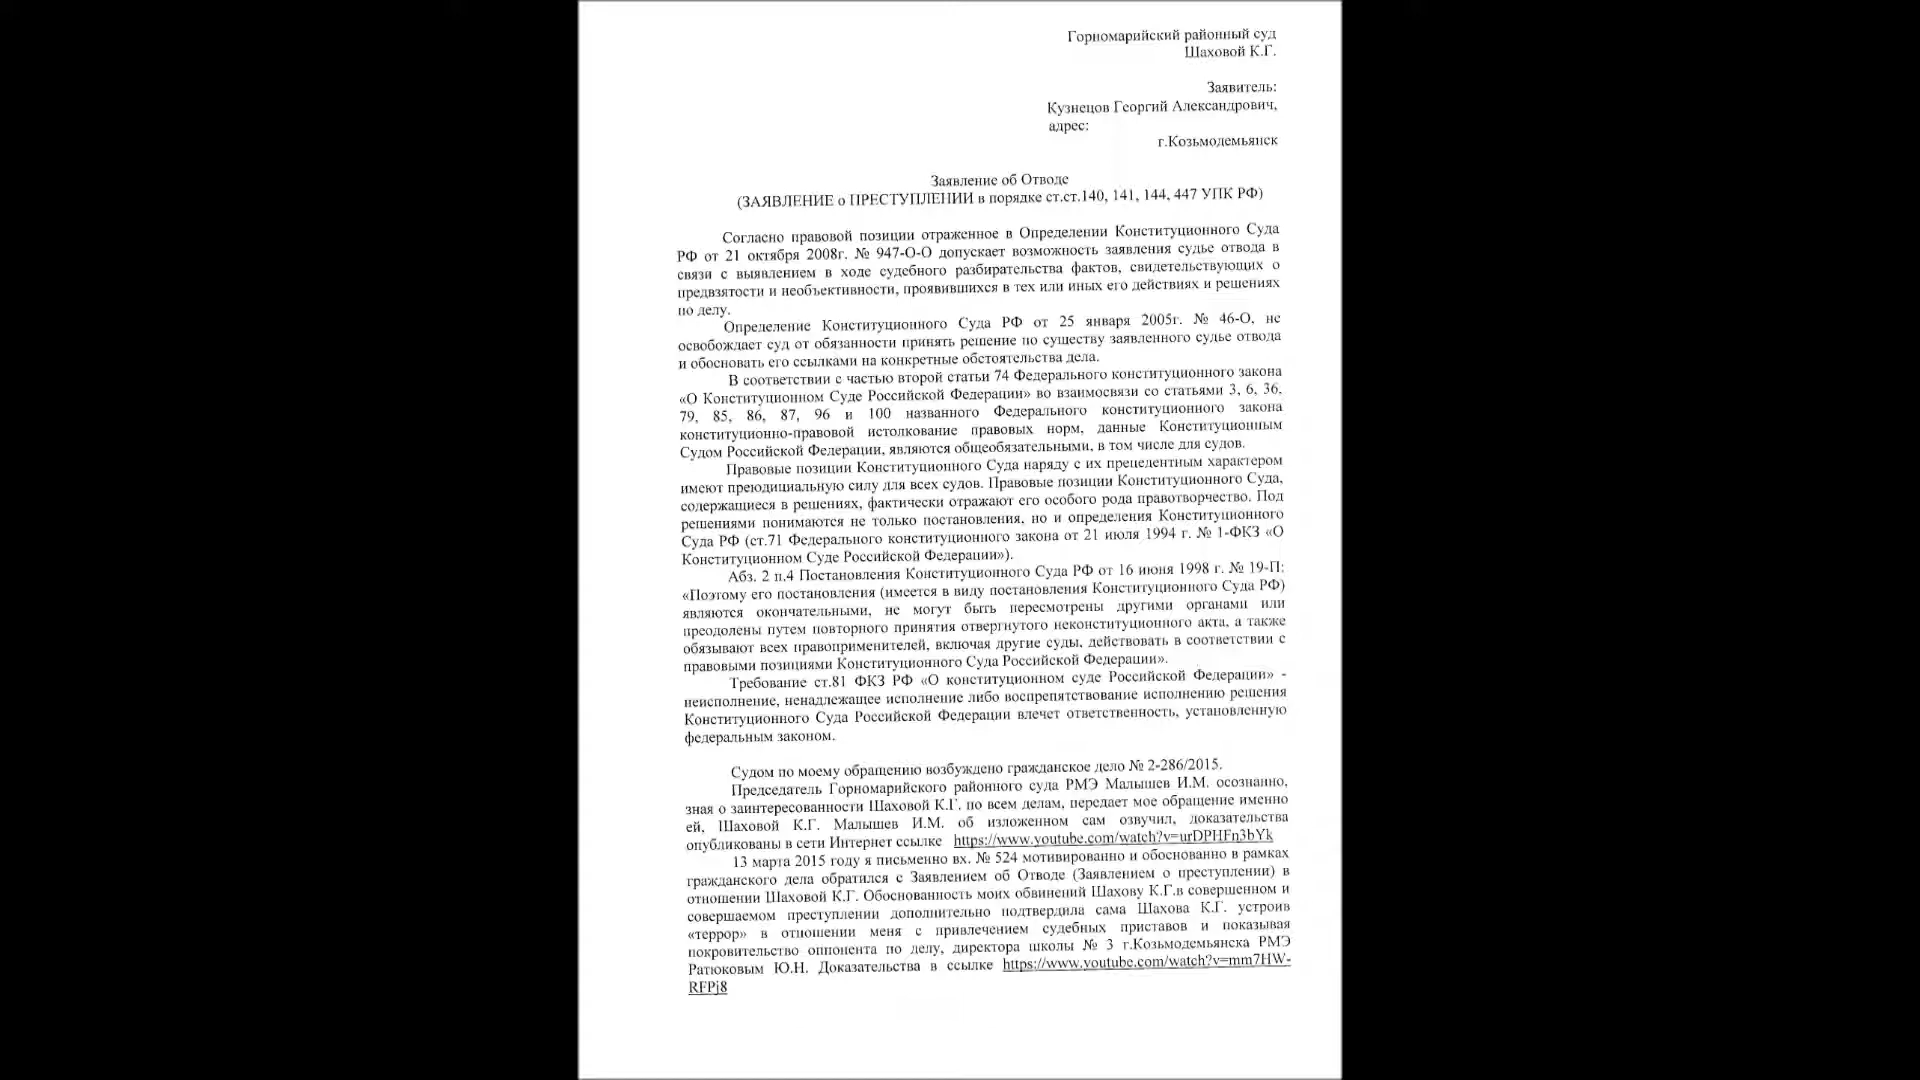 Горномарийский районный суд
Шаховой К.Г.
Заявитель:
Кузнецов Георгий Александрович,
адрес:
г.Козьмодемьянск
Заявление об Отводе
(ЗАЯВЛЕНИЕ о ПРЕСТУПЛЕНИИ в порядке ст.ст.140, 141, 144, 447 УПК РФ)
Согласно правовой позиции отраженное в Определении Конституционного Суда
РФ от 21 октября 2008г. № 947-О-О допускает возможность заявления судье отвода в
связи с выявлением в ходе судебного разбирательства фактов, свидетельствующих о
предвзятости и необъективности, проявившихся в тех или иных его действиях и решениях
по делу.
Определение Конституционного Суда РФ от 25 января 2005г. № 46-О, не
освобождает суд от обязанности принять решение по существу заявленного судье отвода
и обосновать его ссылками на конкретные обстоятельства дела.
В соответствии с частью второй статьи 74 Федерального конституционного закона
«О Конституционном Суде Российской Федерации» во взаимосвязи со статьями 3, 6, 36,
79, 85, 86, 87, 96 и 100 названного Федерального конституционного закона
конституционно-правовой истолкование правовых норм, данные Конституционным
Судом Российской Федерации, являются общеобязательными, в том числе для судов.
Правовые позиции Конституционного Суда наряду с их прецедентным характером
имеют преюдициальную силу для всех судов. Правовые позиции Конституционного Суда,
содержащиеся в решениях, фактически отражают его особого рода правотворчество. Под
решениями понимаются не только постановления, но и определения Конституционного
Суда РФ (ст.71 Федерального конституционного закона от 21 июля 1994 г. № 1-ФКЗ «О
Конституционном Суде Российской Федерации»).
Абз. 2 п.4 Постановления Конституционного Суда РФ от 16 июня 1998 г. № 19-П:
«Поэтому его постановления (имеется в виду постановления Конституционного Суда РФ)
являются окончательными, не могут быть пересмотрены другими органами или
преодолены путем повторного принятия отвергнутого неконституционного акта, а также
обязывают всех правоприменителей, включая другие суды, действовать в соответствии с
правовыми позициями Конституционного Суда Российской Федерации».
Требование ст.81 ФКЗ РФ «О конституционном суде Российской Федерации» -
неисполнение, ненадлежащее исполнение либо воспрепятствование исполнению решения
Конституционного Суда Российской Федерации влечет ответственность, установленную
федеральным законом.
Судом по моему обращению возбуждено гражданское дело № 2-286/2015.
Председатель Горномарийского районного суда РМЭ Малышев И.М. осознанно,
зная о заинтересованности Шаховой К.Г. по всем делам, передает мое обращение именно
ей, Шаховой К.Г. Малышев И.М. об изложенном сам озвучил, доказательства
опубликованы в сети Интернет ссылке https://www.youtube.com/watch?v=urDPHFn3bYk
13 марта 2015 году я письменно вх. № 524 мотивированно и обоснованно в рамках
гражданского дела обратился с Заявлением об Отводе (Заявлением о преступлении) в
отношении Шаховой К.Г. Обоснованность моих обвинений Шахову К.Г.в совершенном и
совершаемом преступлении дополнительно подтвердила сама Шахова К.Г. устроив
«террор» в отношении меня с привлечением судебных приставов и показывая
покровительство оппонента по делу, директора школы № 3 г.Козьмодемьянска РМЭ
Ратюковым Ю.Н. Доказательства в ссылке https://www.youtube.com/watch?v=mm7HW-
RFPj8